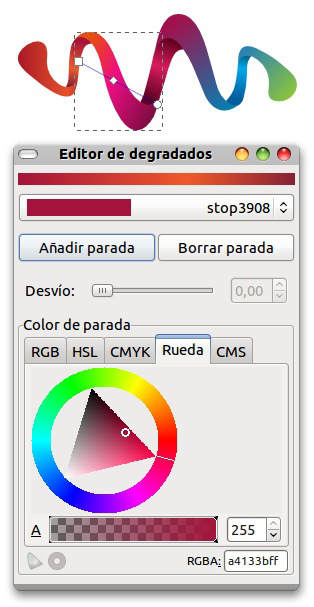 Editor de degradados
stop3908
Añadir parada
Borrar parada
Desvío:
0,00
Color de parada
RGB
HSL
CMYK
Rueda
CMS
A
255
RGBA:
a4133bff